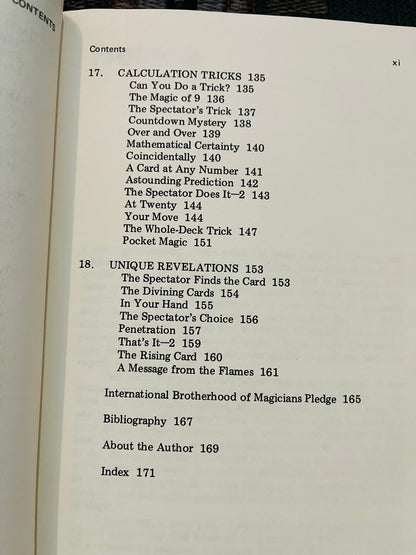 CONTENTS
Contents
xi
17. CALCULATION TRICKS 135
Can You Do a Trick? 135
The Magic of 9 136
The Spectator's Trick 137
Countdown Mystery 138
Over and Over 139
Mathematical Certainty 140
Coincidentally 140
A Card at Any Number 141
Astounding Prediction 142
The Spectator Does It—2 143
At Twenty 144
Your Move 144
The Whole-Deck Trick 147
Pocket Magic 151
18. UNIQUE REVELATIONS 153
The Spectator Finds the Card 153
The Divining Cards 154
In Your Hand 155
The Spectator's Choice 156
Penetration 157
That's It—2 159
The Rising Card 160
A Message from the Flames 161
International Brotherhood of Magicians Pledge 165
Bibliography 167
About the Author 169
Index 171